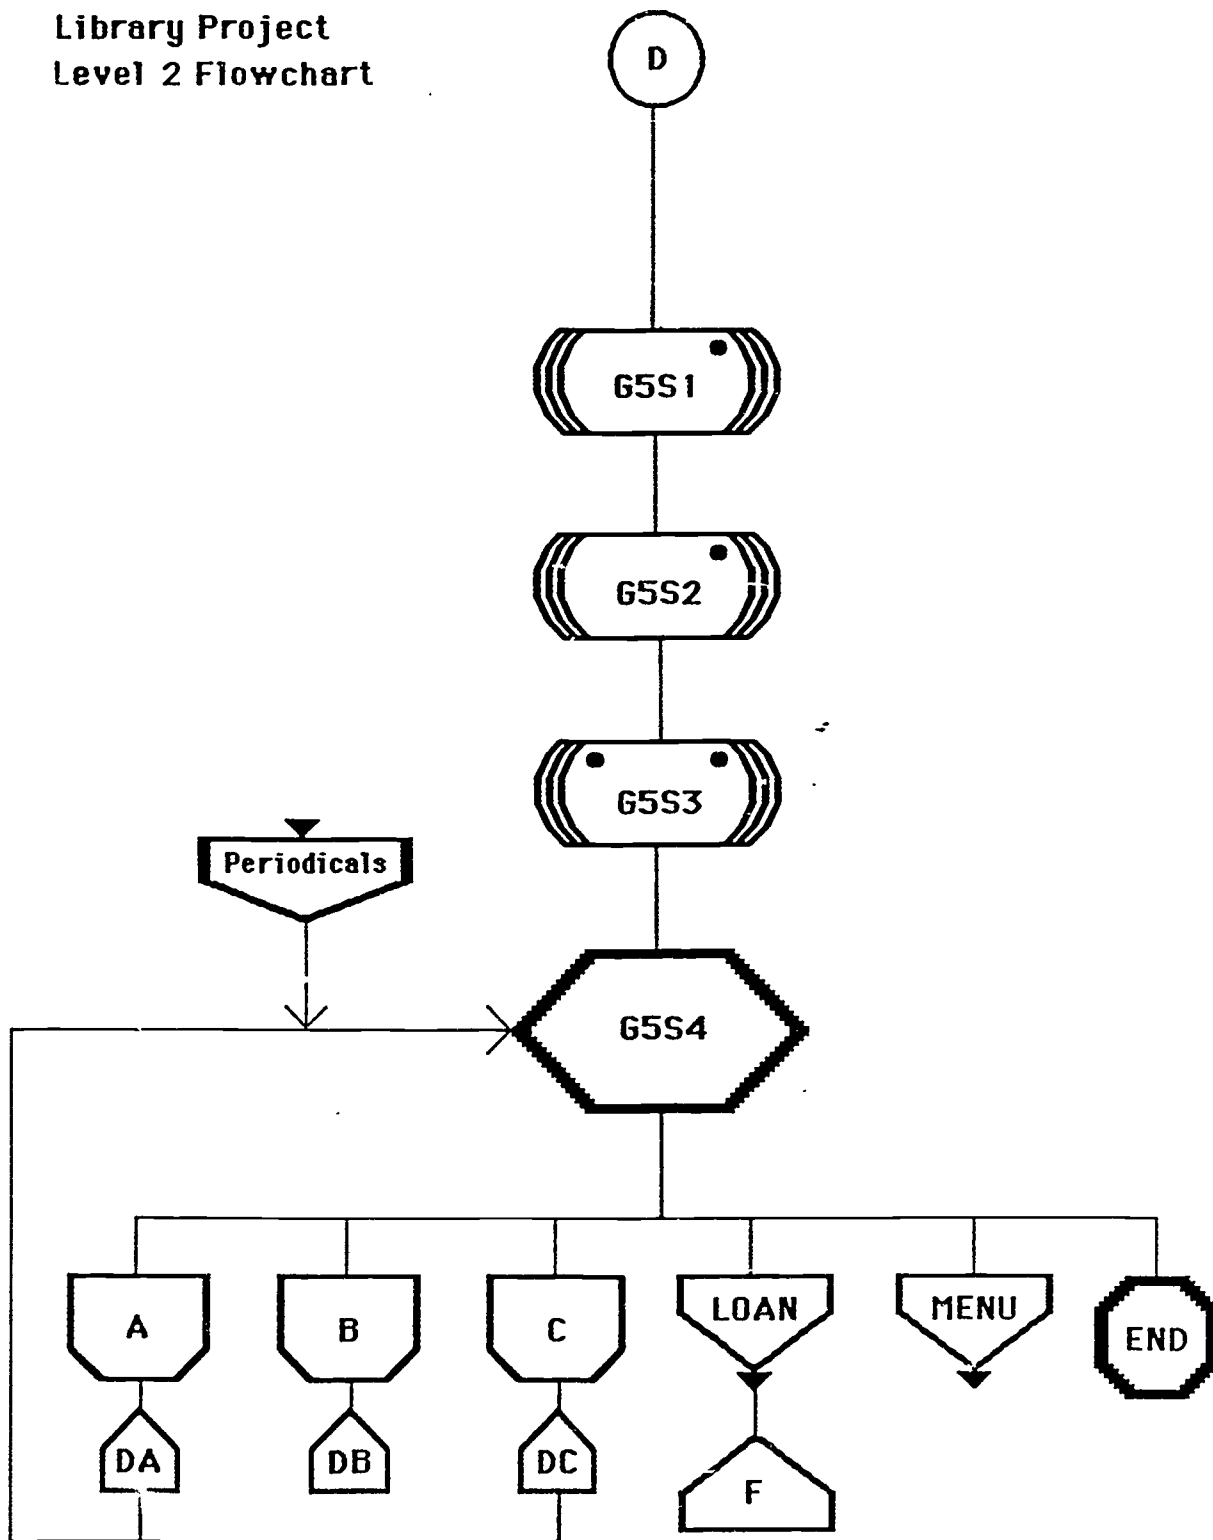 Library Project
Level 2 Flowchart
D
G5S1
G5S2
G5S3
Periodicals
G5S4
A
B
C
LOAN
MENU
END
DA
DB
DC
F